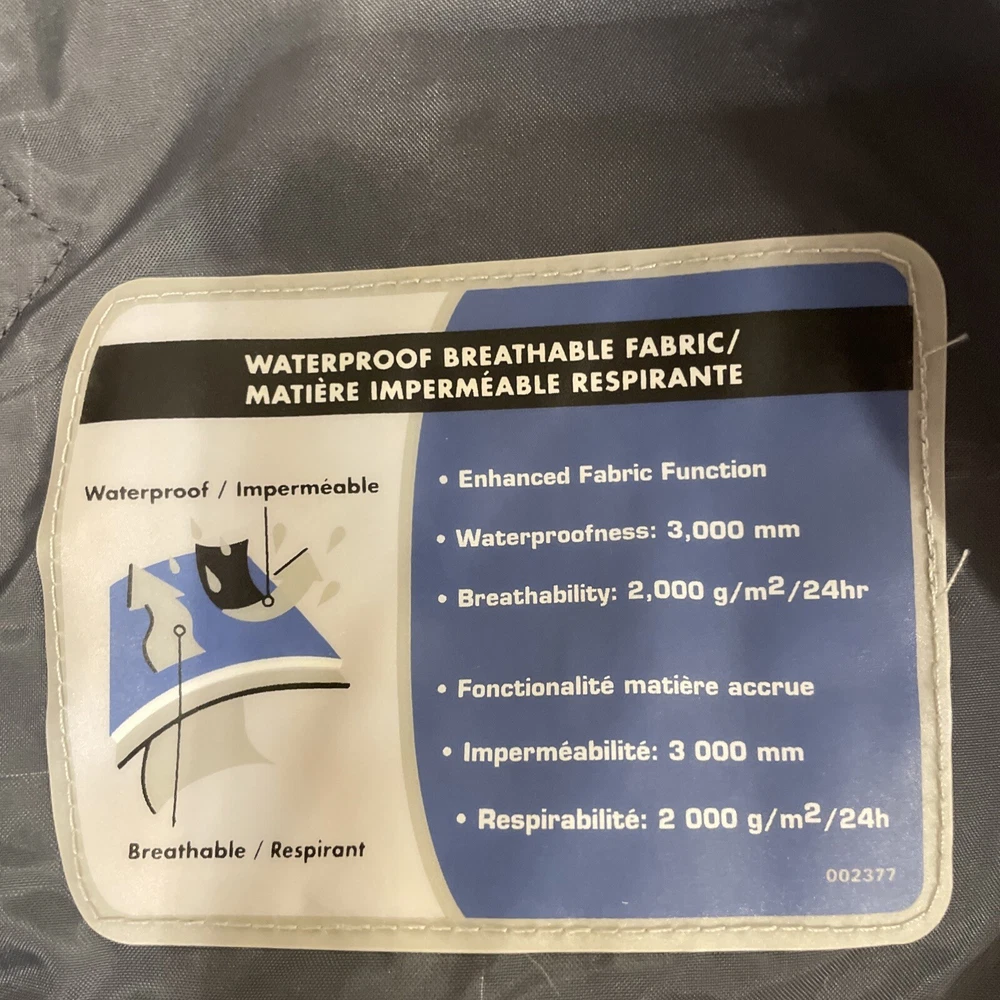 WATERPROOF BREATHABLE FABRIC/
MATIÈRE IMPERMÉABLE RESPIRANTE
Waterproof / Imperméable
Breathable / Respirant
• Enhanced Fabric Function
• Waterproofness: 3,000 mm
• Breathability: 2,000 g/m2/24hr
• Fonctionalité matière accrue
• Imperméabilité: 3 000 mm
• Respirabilité: 2 000 g/m2/24h
002377